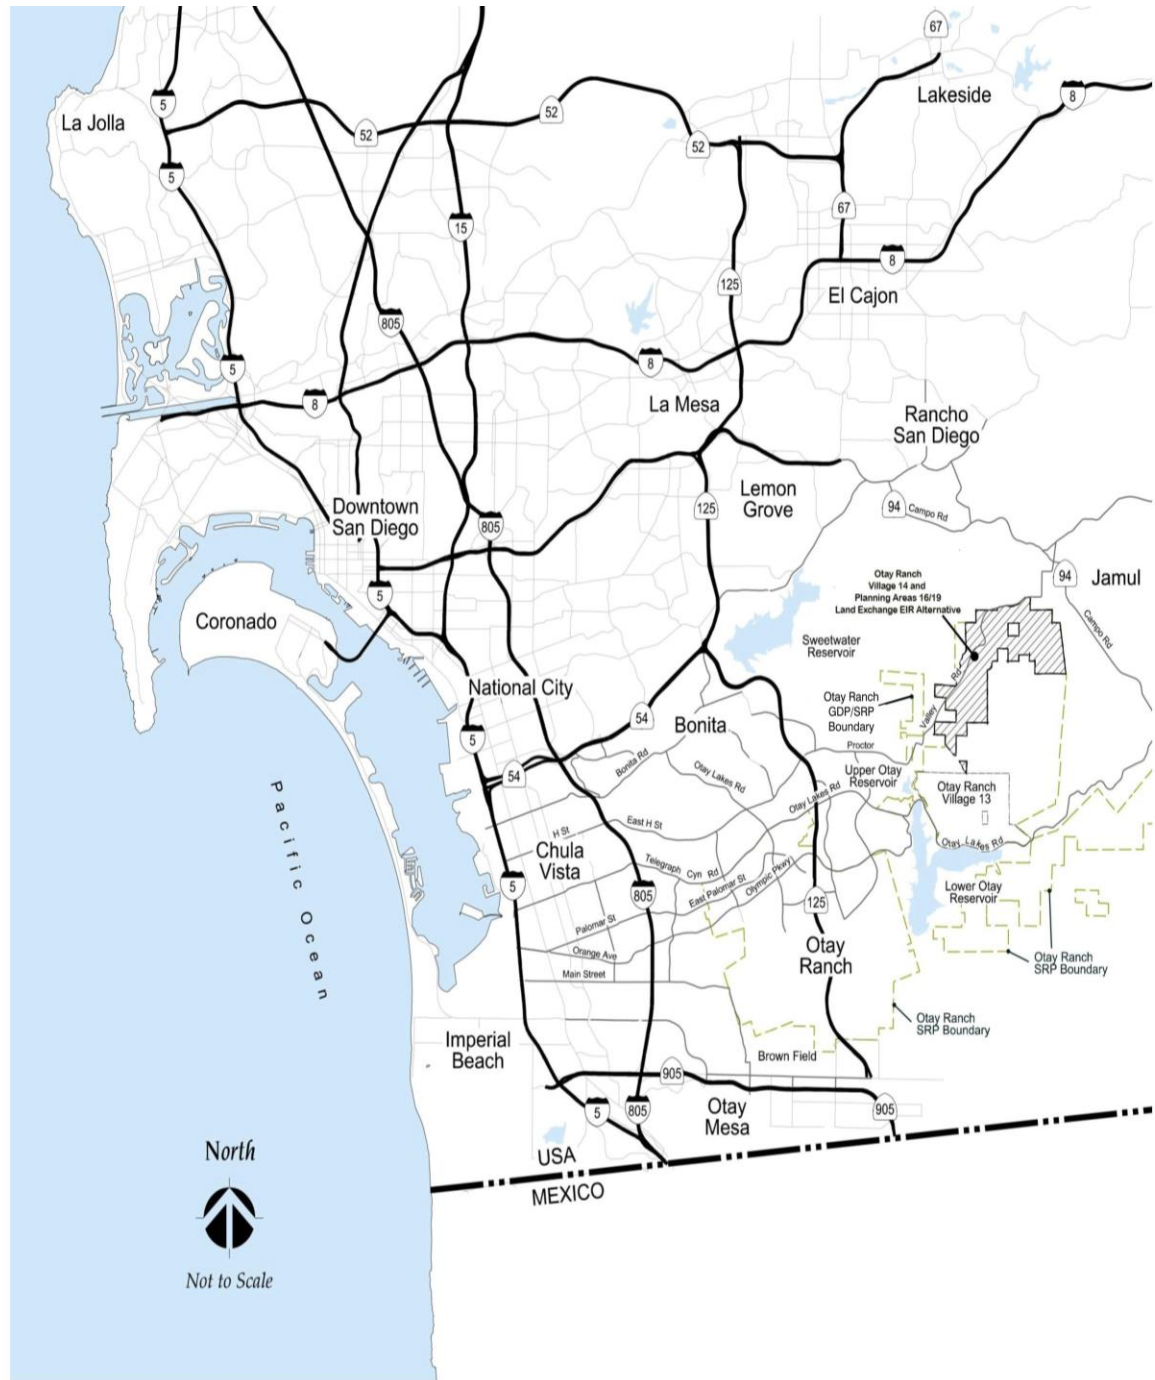 67
Lakeside
8
5
La Jolla
52
52
52
5
67
15
8
125
El Cajon
805
8
5
8
La Mesa
Rancho
San Diego
Lemon
Grove
125
94
Campo Rd
Downtown
San Diego
805
94
Jamul
Otay Ranch
Village 14 and
Planning Areas 16/19
Land Exchange EIR Alternative
5
Coronado
Campo Rd
Sweetwater
Reservoir
National City
Otay Ranch
GDP/SRP
Boundary
Proctor
Valley
Rd
54
Bonita
5
Bonita Rd
54
Otay Lakes Rd
Upper Otay
Reservoir
Otay Ranch
Village 13
Otay Lakes Rd
East H St
H St
Otay Lakes Rd
Chula
Vista
Telegraph Cyn Rd
5
805
East Palomar St
Olympic Pkwy
125
Lower Otay
Reservoir
Palomar St
Orange Ave
Main Street
Otay
Ranch
Otay Ranch
SRP Boundary
Otay Ranch
SRP Boundary
Pacific Ocean
Imperial
Beach
Brown Field
905
5
805
Otay
Mesa
905
USA
MEXICO
North
Not to Scale